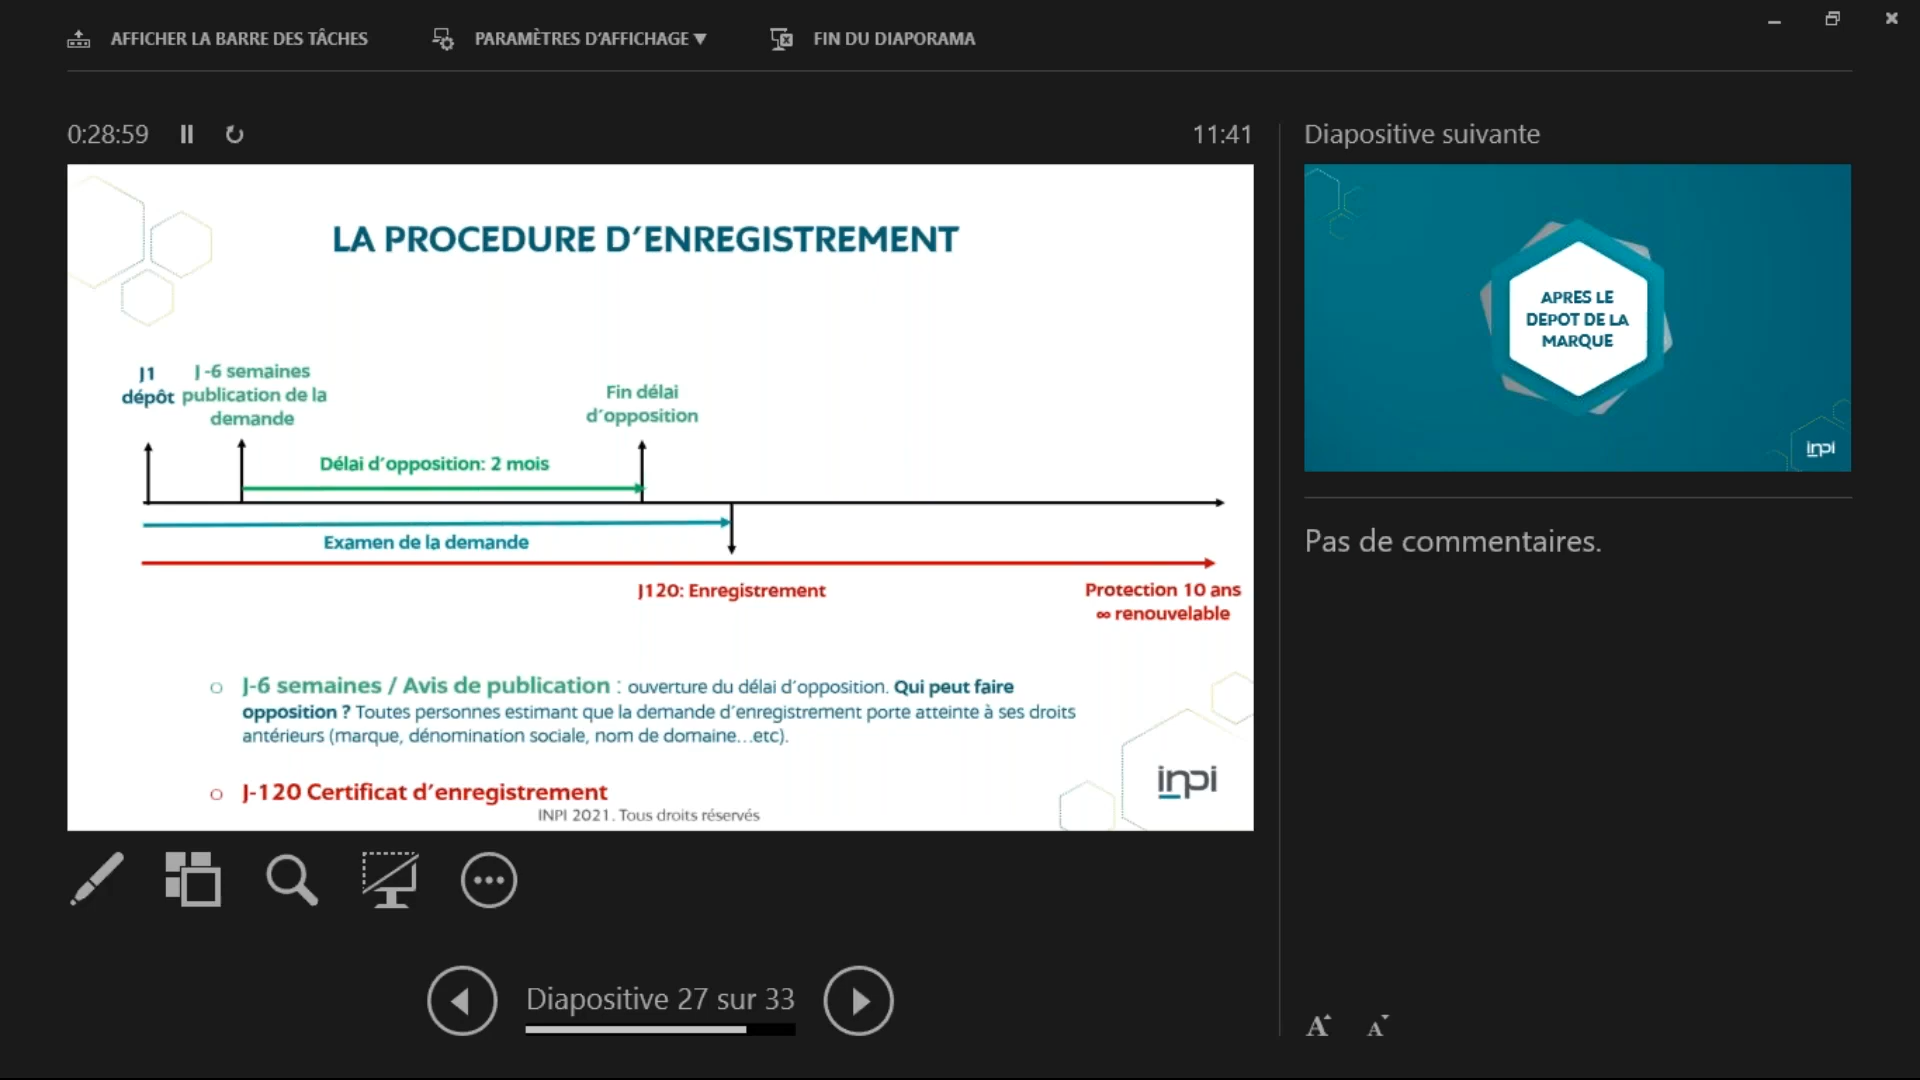 AFFICHER LA BARRE DES TÂCHES
PARAMÈTRES D'AFFICHAGE ▼
FIN DU DIAPORAMA
0:28:59
11:41
LA PROCEDURE D'ENREGISTREMENT
J1
dépôt
J -6 semaines
publication de la
demande
Fin délai
d'opposition
Délai d'opposition: 2 mois
Examen de la demande
J120: Enregistrement
Protection 10 ans
∞ renouvelable
o J-6 semaines / Avis de publication : ouverture du délai d'opposition. Qui peut faire
opposition ? Toutes personnes estimant que la demande d'enregistrement porte atteinte à ses droits
antérieurs (marque, dénomination sociale, nom de domaine...etc).
o J-120 Certificat d'enregistrement
INPI 2021. Tous droits réservés
inpi
Diapositive 27 sur 33
Diapositive suivante
APRES LE
DEPOT DE LA
MARQUE
inpi
Pas de commentaires.
A A